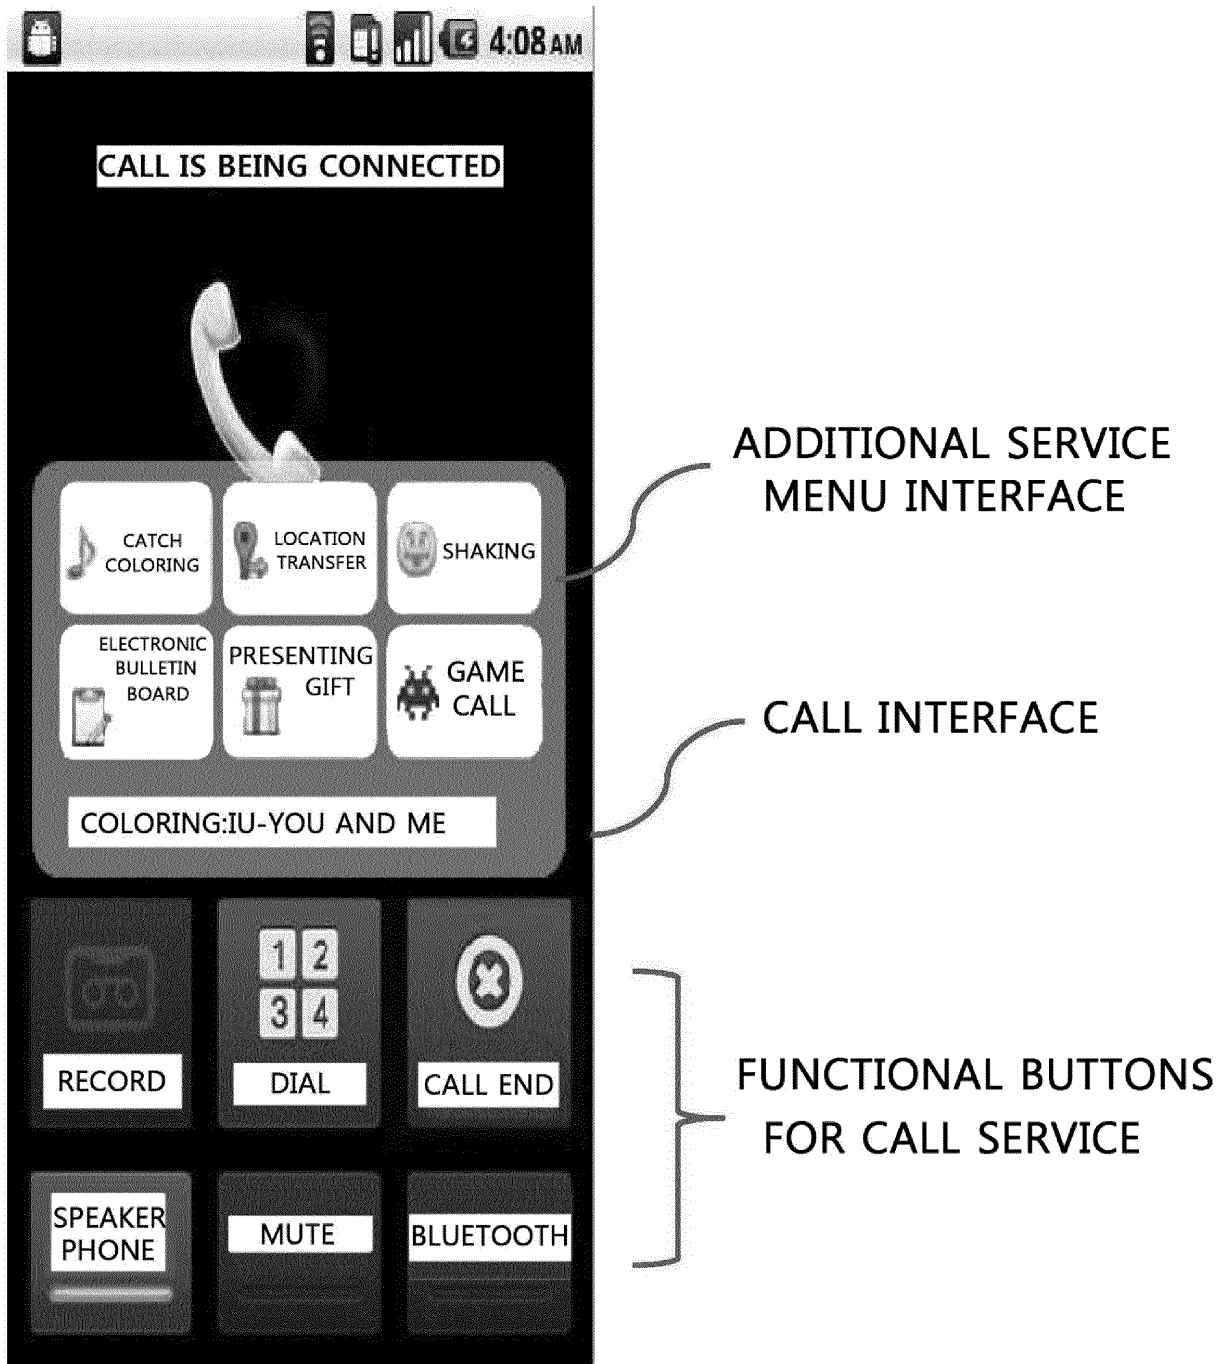 4:08 AM
CALL IS BEING CONNECTED
ADDITIONAL SERVICE
MENU INTERFACE
CATCH
COLORING
LOCATION
TRANSFER
SHAKING
ELECTRONIC
BULLETIN
BOARD
PRESENTING
GIFT
GAME
CALL
CALL INTERFACE
COLORING:IU-YOU AND ME
1 2
3 4
RECORD
DIAL
CALL END
FUNCTIONAL BUTTONS
FOR CALL SERVICE
SPEAKER
PHONE
MUTE
BLUETOOTH